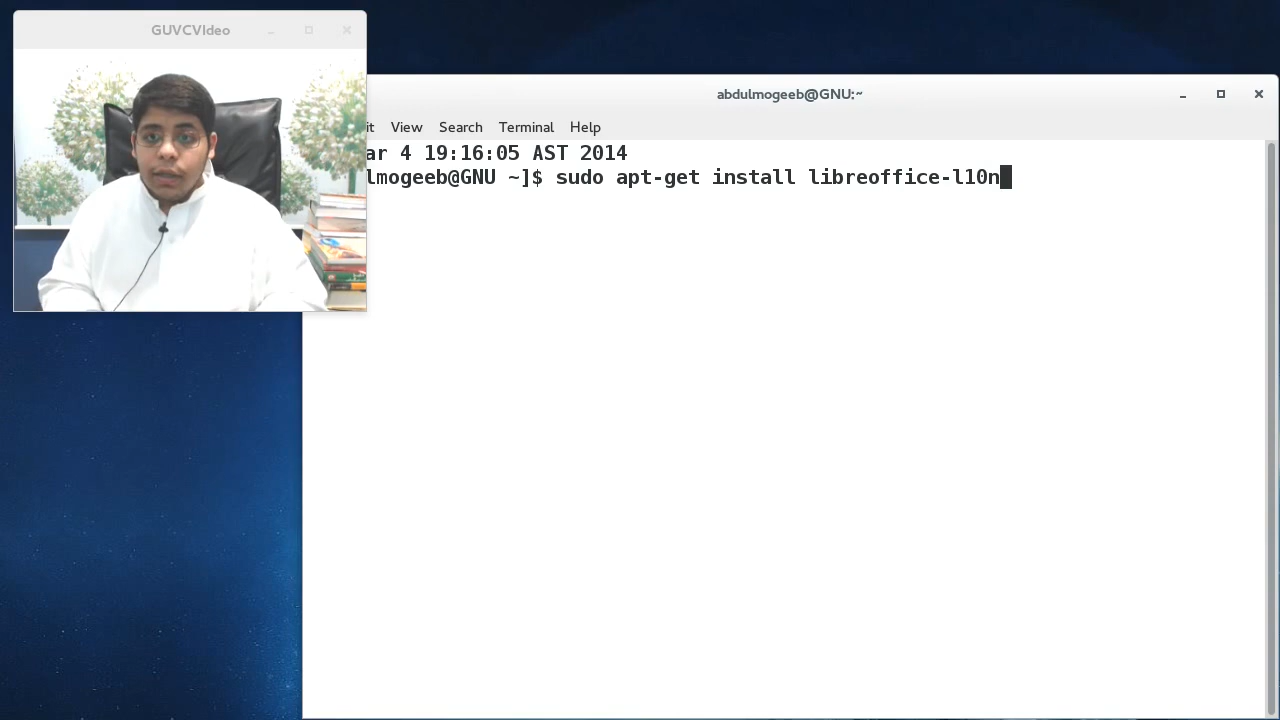 GUVCVIdeo
abdulmogeeb@GNU:~
it View Search Terminal Help
ar 4 19:16:05 AST 2014
lmogeeb@GNU ~]$ sudo apt-get install libreoffice-l10n